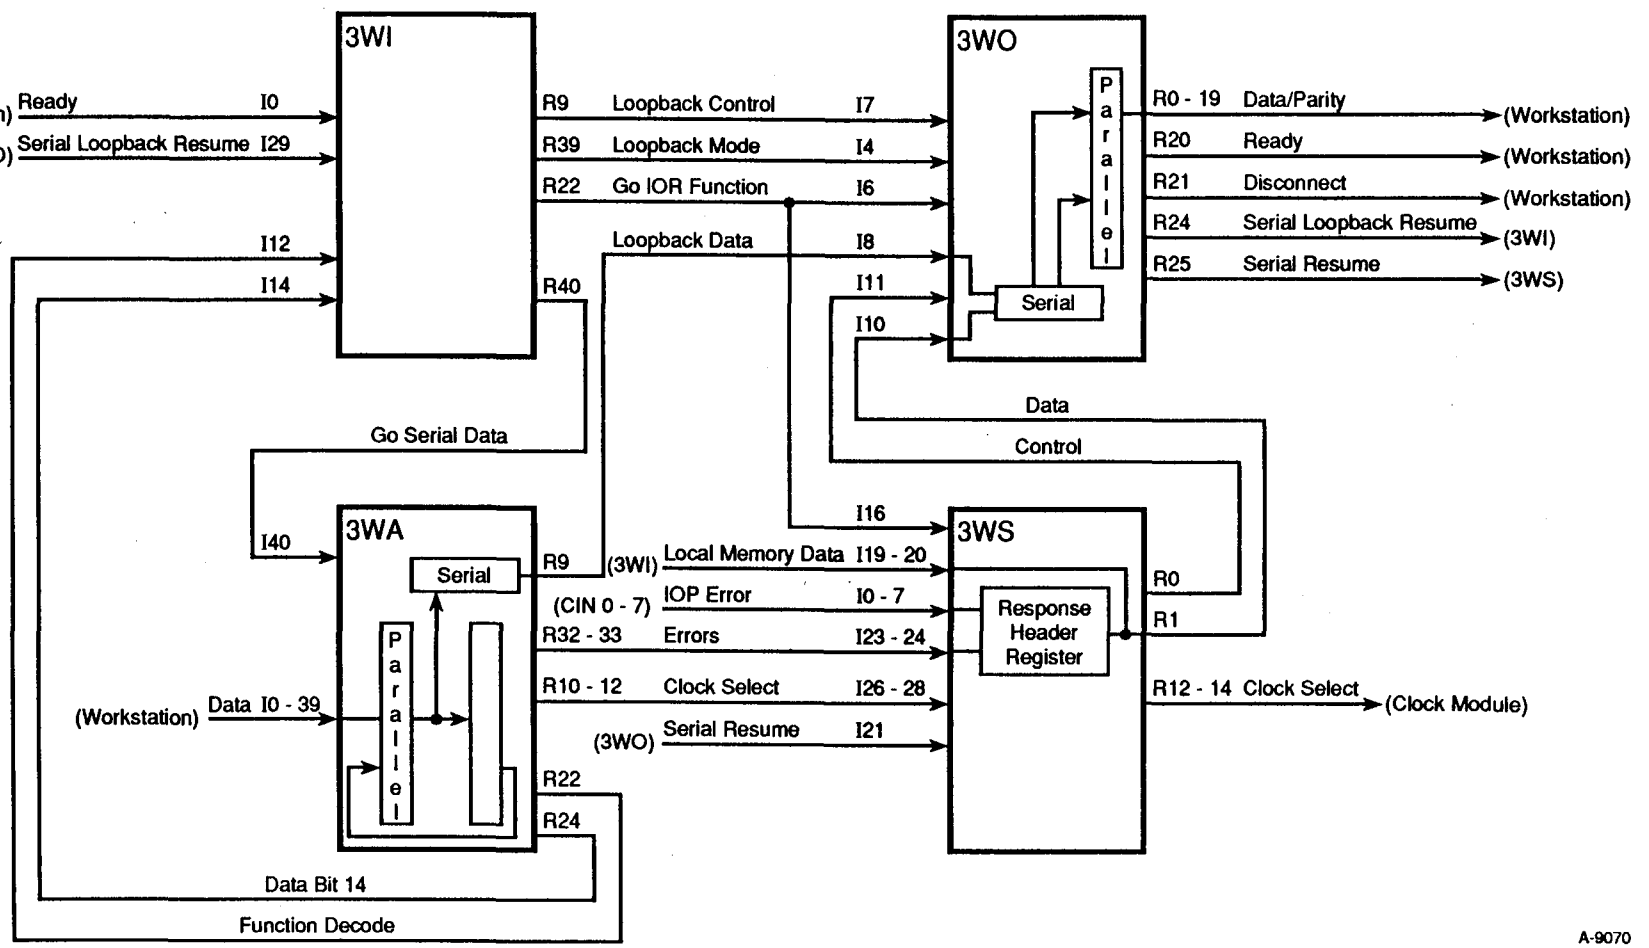 3WI
3WO
Ready I0
Serial Loopback Resume I29
I12
I14
R9 Loopback Control I7
R39 Loopback Mode I4
R22 Go IOR Function I6
Loopback Data I8
R40
I11
I10
Parallel
Serial
R0 - 19 Data/Parity (Workstation)
R20 Ready (Workstation)
R21 Disconnect (Workstation)
R24 Serial Loopback Resume (3WI)
R25 Serial Resume (3WS)
Data
Control
Go Serial Data
3WA
I40
Serial
R9
Parallel
(Workstation) Data I0 - 39
3WS
I16
(3WI) Local Memory Data I19 - 20
(CIN 0 - 7) IOP Error I0 - 7
R32 - 33 Errors I23 - 24
R10 - 12 Clock Select I26 - 28
(3WO) Serial Resume I21
Response
Header
Register
R0
R1
R12 - 14 Clock Select (Clock Module)
R22
R24
Data Bit 14
Function Decode
A-9070